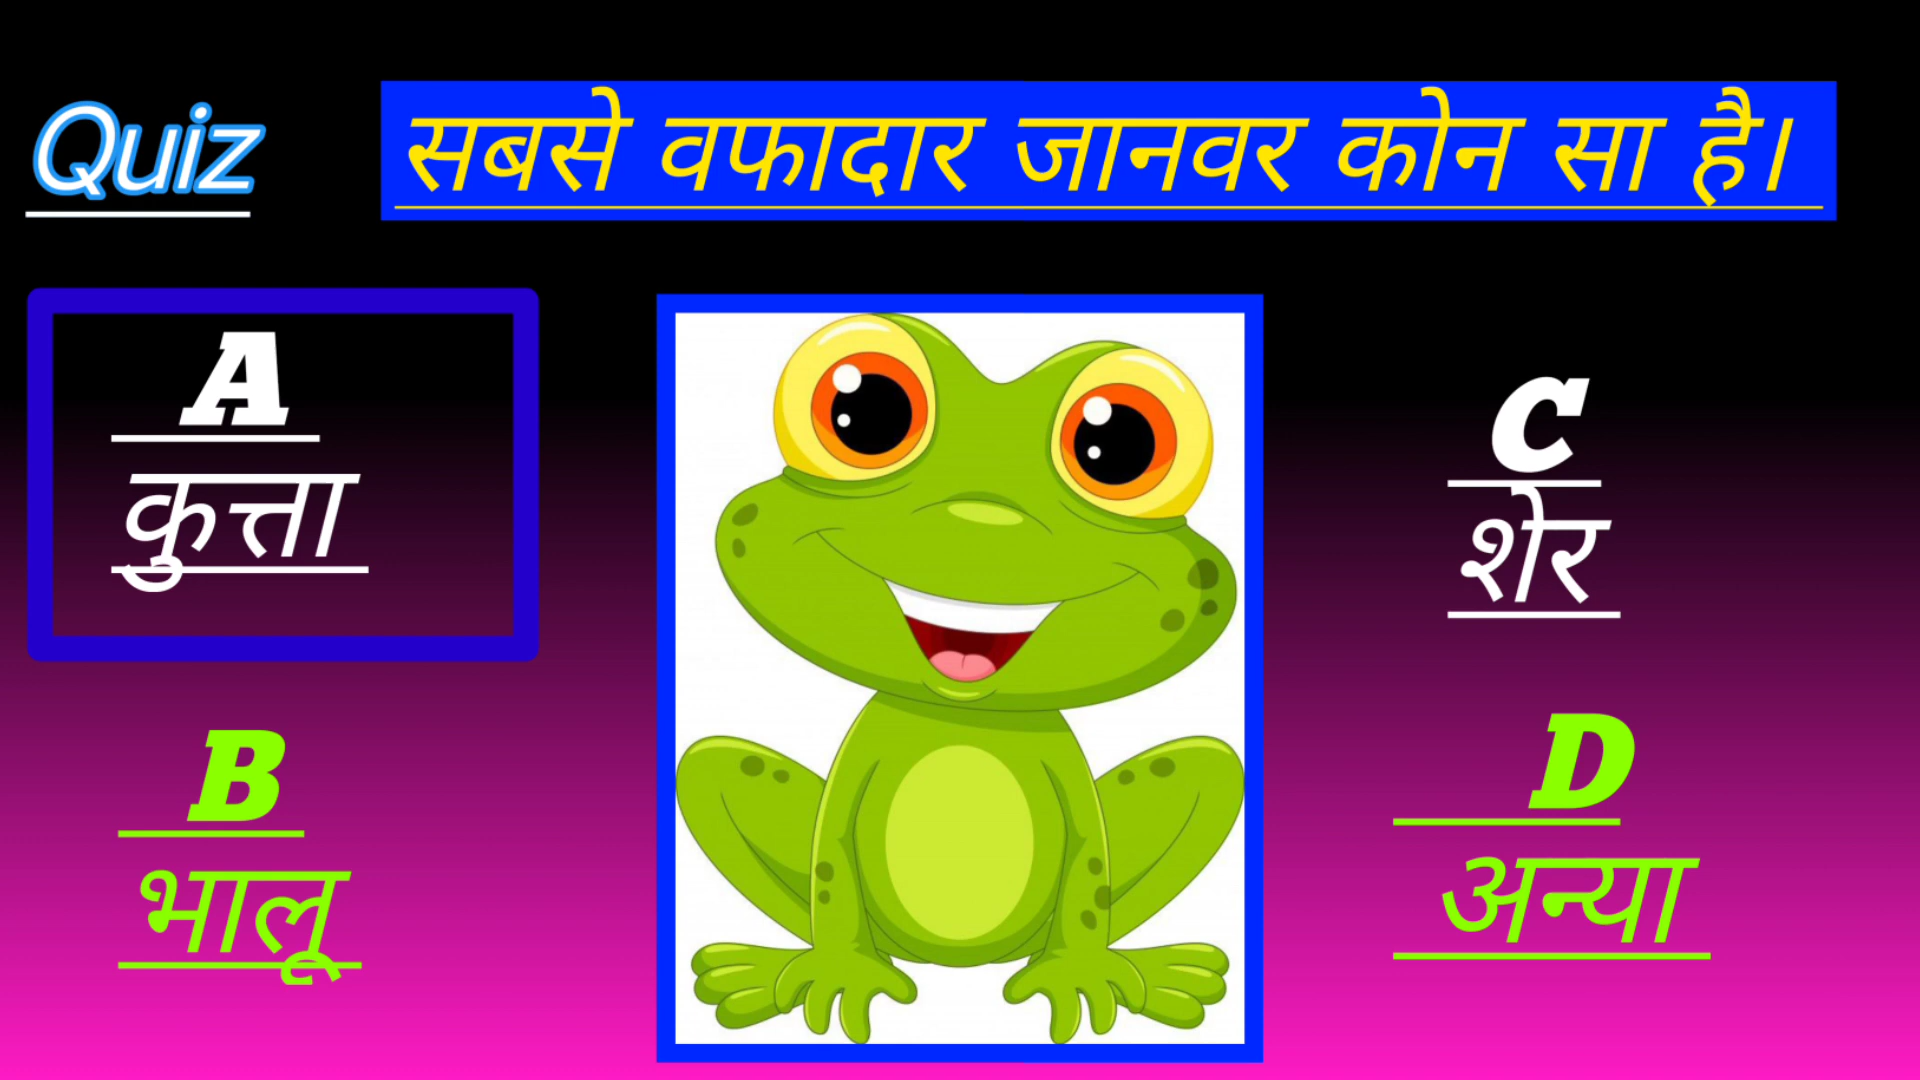 Quiz
सबसे वफादार जानवर कोन सा है।
A
कुत्ता
B
भालू
C
शेर
D
अन्या